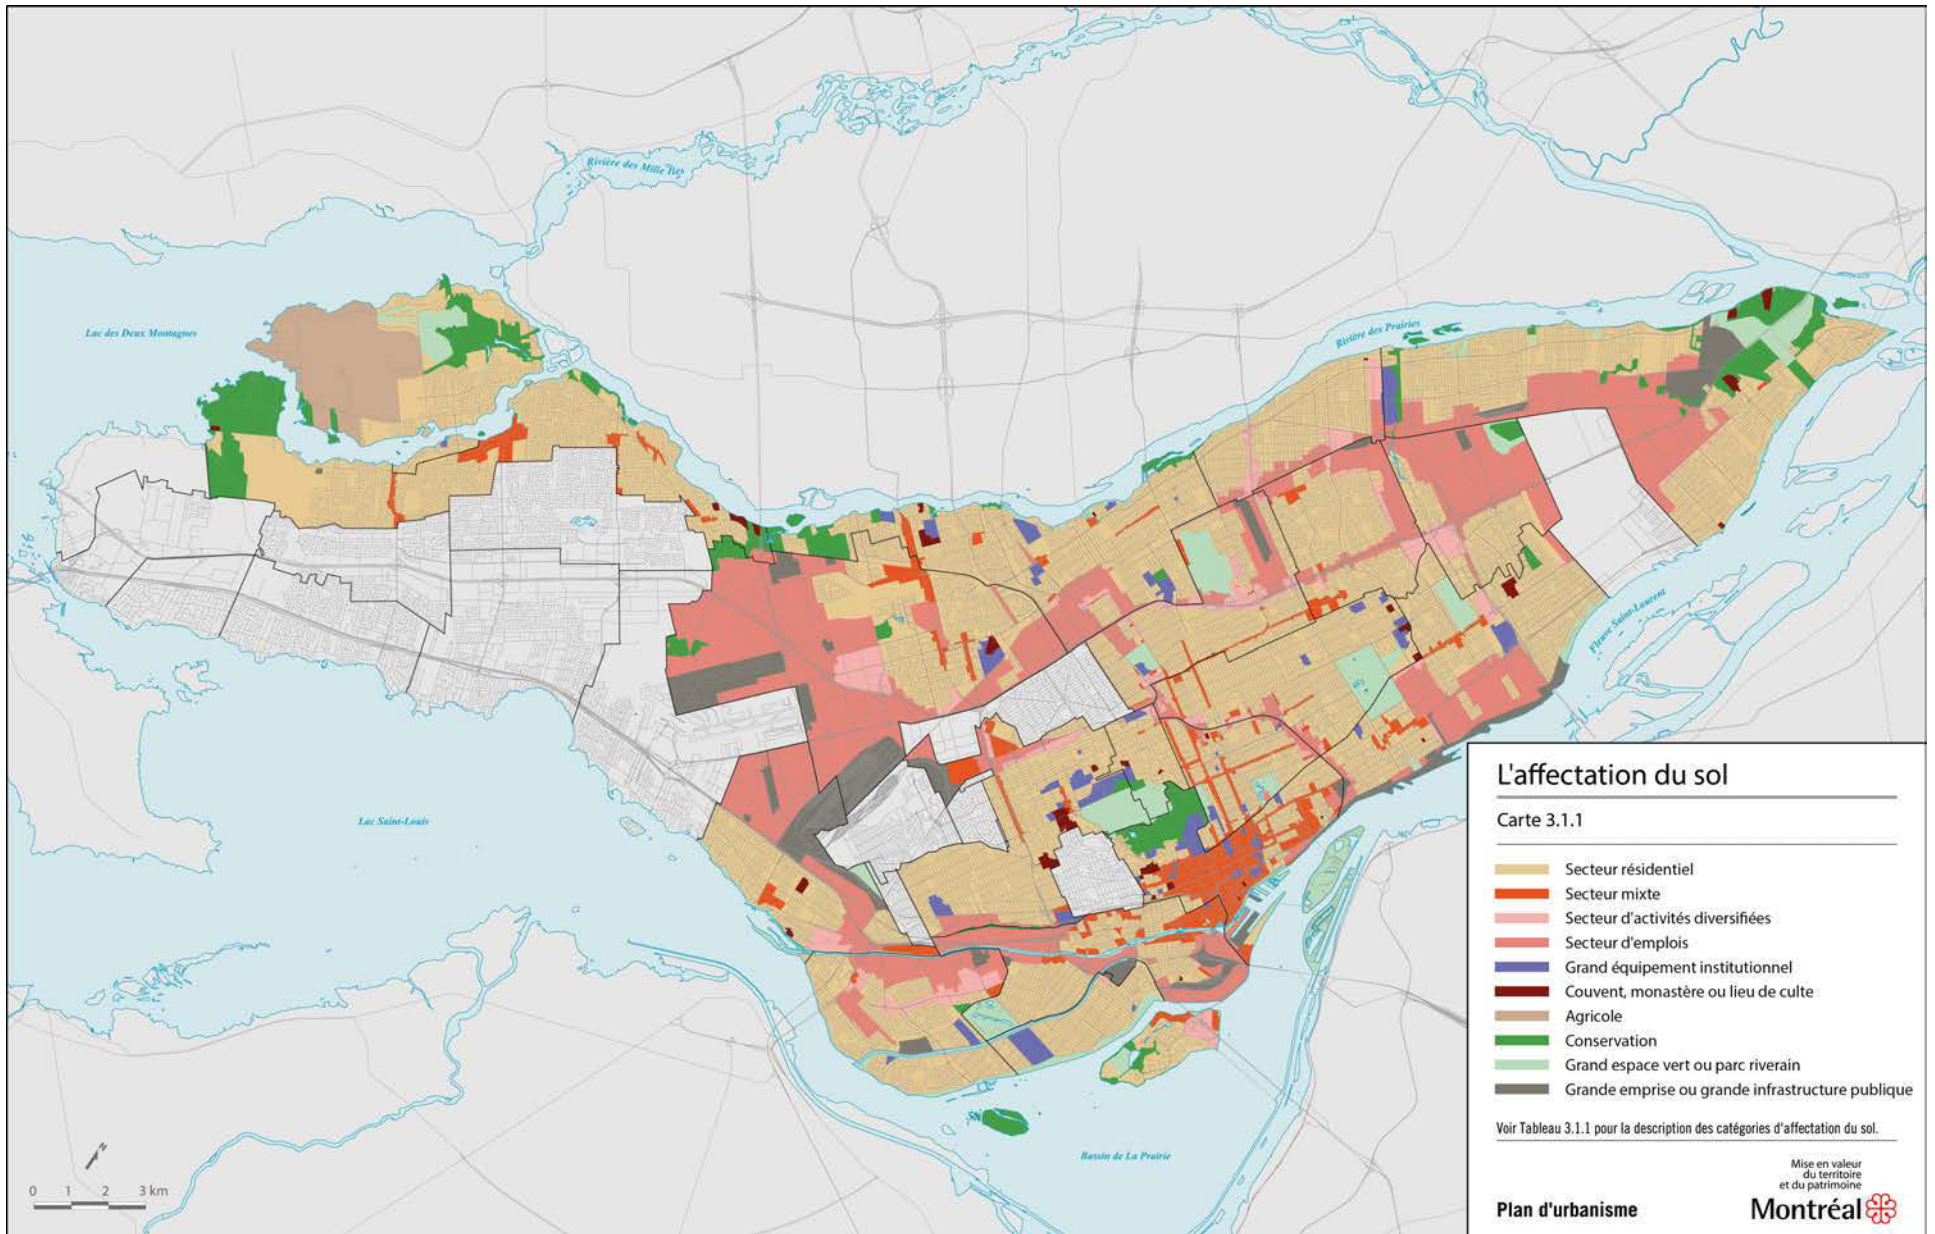 Rivière des Mille Îles
Lac des Deux Montagnes
Rivière des Prairies
Fleuve Saint-Laurent
Lac Saint-Louis
Bassin de La Prairie
N
0 1 2 3 km
L'affectation du sol
Carte 3.1.1
Secteur résidentiel
Secteur mixte
Secteur d'activités diversifiées
Secteur d'emplois
Grand équipement institutionnel
Couvent, monastère ou lieu de culte
Agricole
Conservation
Grand espace vert ou parc riverain
Grande emprise ou grande infrastructure publique
Voir Tableau 3.1.1 pour la description des catégories d'affectation du sol.
Mise en valeur
du territoire
et du patrimoine
Plan d'urbanisme
Montréal